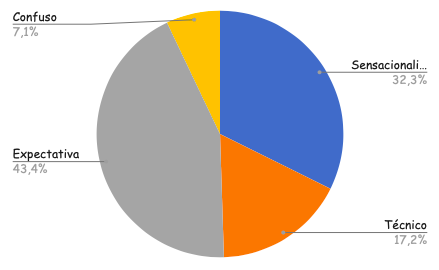 Confuso
7,1%
Sensacionali...
32,3%
Expectativa
43,4%
Técnico
17,2%